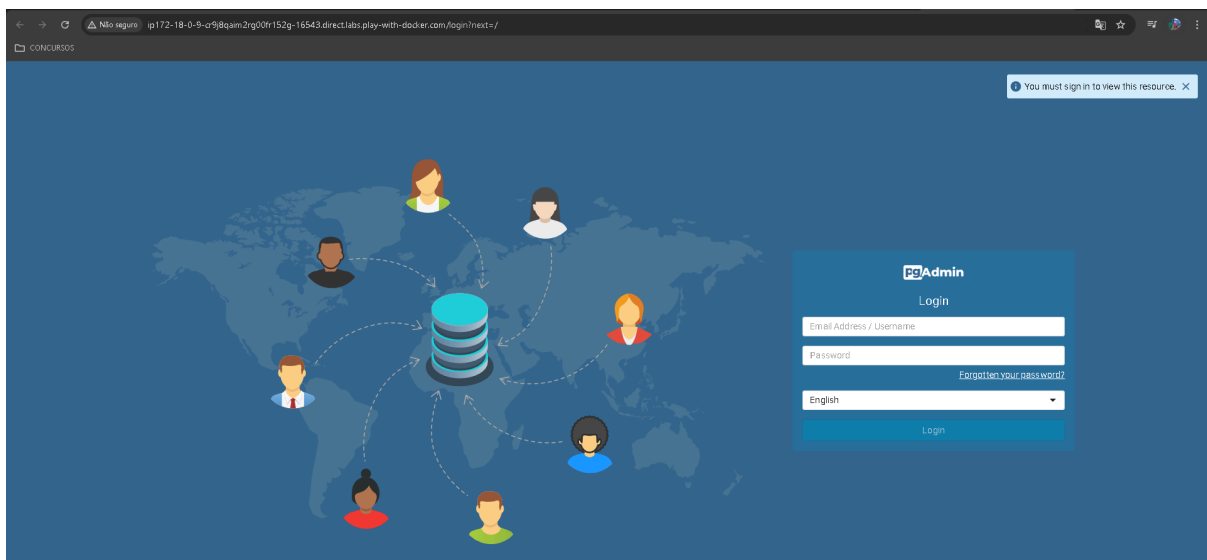 Não seguro ip172-18-0-9-cr9j8qaim2rg00fr152g-16543.direct.labs.play-with-docker.com/login?next=/
CONCURSOS
You must sign in to view this resource.
pgAdmin
Login
Email Address / Username
Password
Forgotten your password?
English
Login